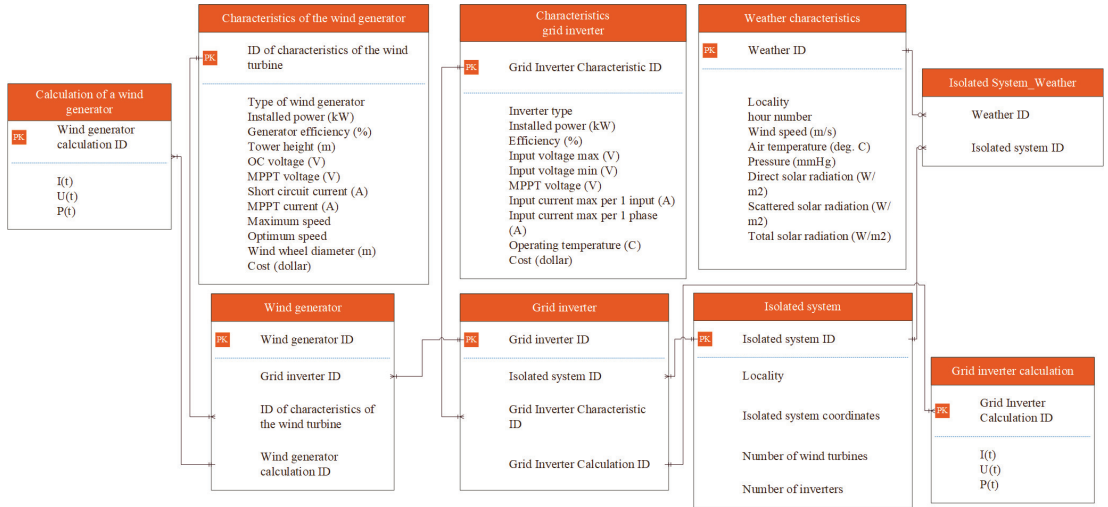 Calculation of a wind
generator
PK
Wind generator
calculation ID
I(t)
U(t)
P(t)
Characteristics of the wind generator
PK
ID of characteristics of the wind
turbine
Type of wind generator
Installed power (kW)
Generator efficiency (%)
Tower height (m)
OC voltage (V)
MPPT voltage (V)
Short circuit current (A)
MPPT current (A)
Maximum speed
Optimum speed
Wind wheel diameter (m)
Cost (dollar)
Characteristics
grid inverter
PK
Grid Inverter Characteristic ID
Inverter type
Installed power (kW)
Efficiency (%)
Input voltage max (V)
Input voltage min (V)
MPPT voltage (V)
Input current max per 1 input (A)
Input current max per 1 phase
(A)
Operating temperature (C)
Cost (dollar)
Weather characteristics
PK
Weather ID
Locality
hour number
Wind speed (m/s)
Air temperature (deg. C)
Pressure (mmHg)
Direct solar radiation (W/
m2)
Scattered solar radiation (W/
m2)
Total solar radiation (W/m2)
Isolated System_Weather
Weather ID
Isolated system ID
Wind generator
PK
Wind generator ID
Grid inverter ID
ID of characteristics of
the wind turbine
Wind generator
calculation ID
Grid inverter
PK
Grid inverter ID
Isolated system ID
Grid Inverter Characteristic
ID
Grid Inverter Calculation ID
Isolated system
PK
Isolated system ID
Locality
Isolated system coordinates
Number of wind turbines
Number of inverters
Grid inverter calculation
PK
Grid Inverter
Calculation ID
I(t)
U(t)
P(t)